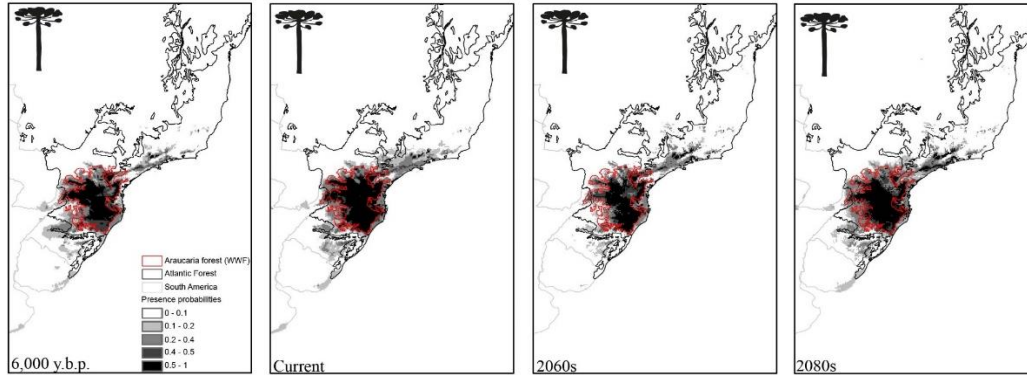 Araucaria forest (WWF)
Atlantic Forest
South America
Presence probabilities
0 - 0.1
0.1 - 0.2
0.2 - 0.4
0.4 - 0.5
0.5 - 1
6,000 y.b.p.
Current
2060s
2080s